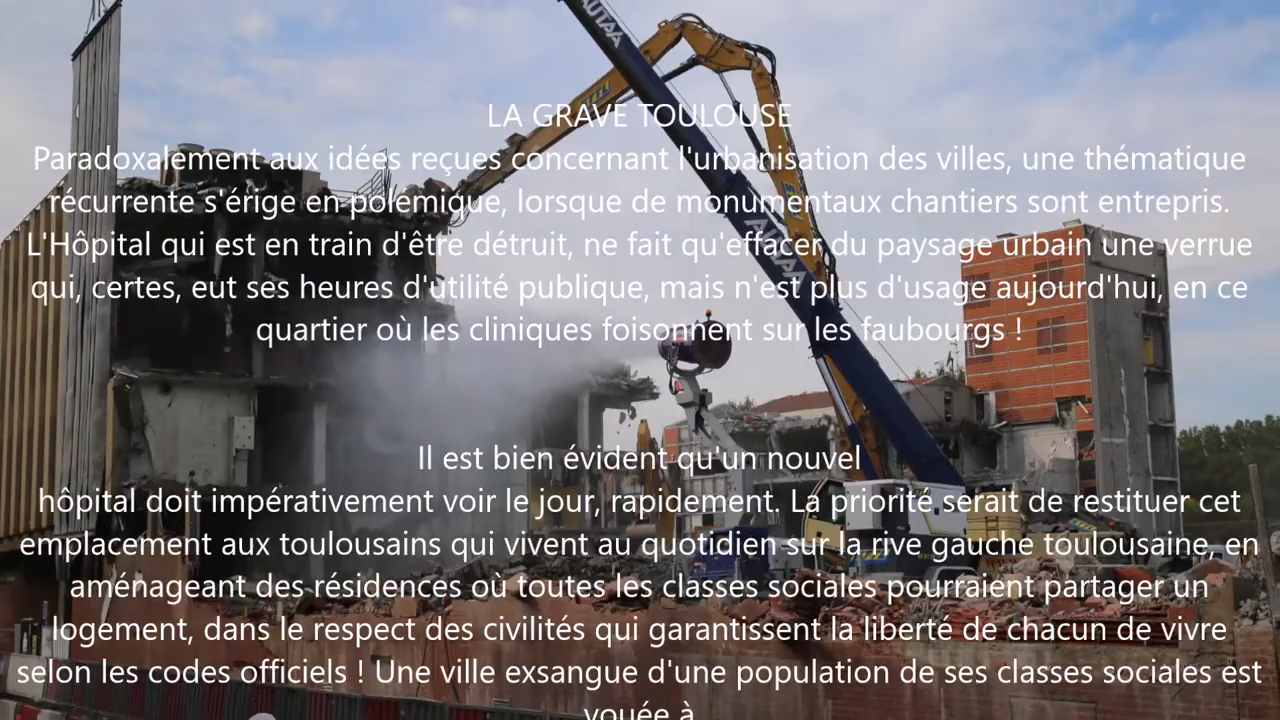 LA GRAVE TOULOUSE
Paradoxalement aux idées reçues concernant l'urbanisation des villes, une thématique
récurrente s'érige en polémique, lorsque de monumentaux chantiers sont entrepris.
L'Hôpital qui est en train d'être détruit, ne fait qu'effacer du paysage urbain une verrue
qui, certes, eut ses heures d'utilité publique, mais n'est plus d'usage aujourd'hui, en ce
quartier où les cliniques foisonnent sur les faubourgs !
Il est bien évident qu'un nouvel
hôpital doit impérativement voir le jour, rapidement. La priorité serait de restituer cet
emplacement aux toulousains qui vivent au quotidien sur la rive gauche toulousaine, en
aménageant des résidences où toutes les classes sociales pourraient partager un
logement, dans le respect des civilités qui garantissent la liberté de chacun de vivre
selon les codes officiels ! Une ville exsangue d'une population de ses classes sociales est
vouée à
AUTAA
AUTAA